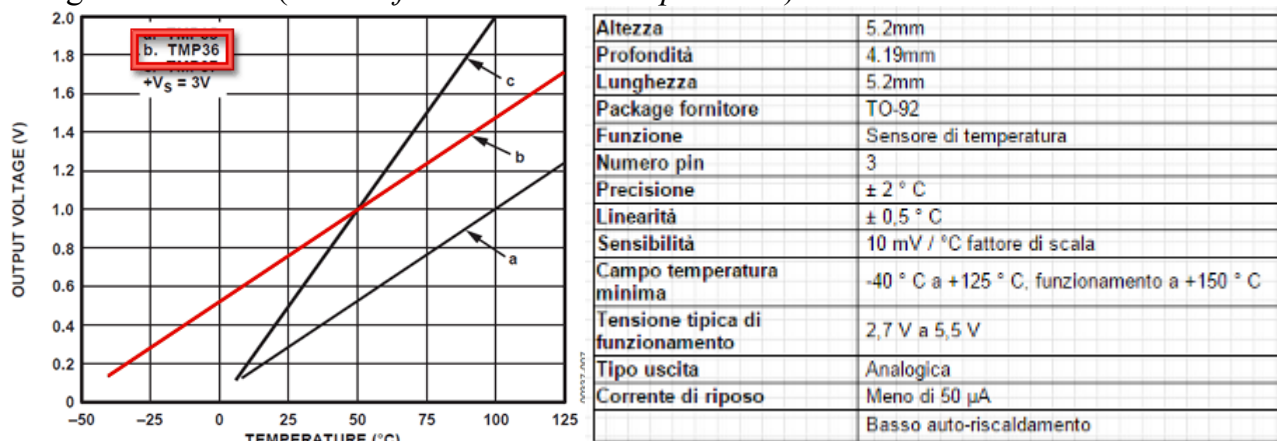 2.0
1.8
1.6
1.4
1.2
1.0
0.8
0.6
0.4
0.2
0
OUTPUT VOLTAGE (V)
b. TMP36
+VS = 3V
c
b
a
–50 –25 0 25 50 75 100 125
TEMPERATURE (°C)
Altezza 5.2mm
Profondità 4.19mm
Lunghezza 5.2mm
Package fornitore TO-92
Funzione Sensore di temperatura
Numero pin 3
Precisione ± 2 ° C
Linearità ± 0,5 ° C
Sensibilità 10 mV / °C fattore di scala
Campo temperatura
minima -40 ° C a +125 ° C, funzionamento a +150 ° C
Tensione tipica di
funzionamento 2,7 V a 5,5 V
Tipo uscita Analogica
Corrente di riposo Meno di 50 µA
Basso auto-riscaldamento